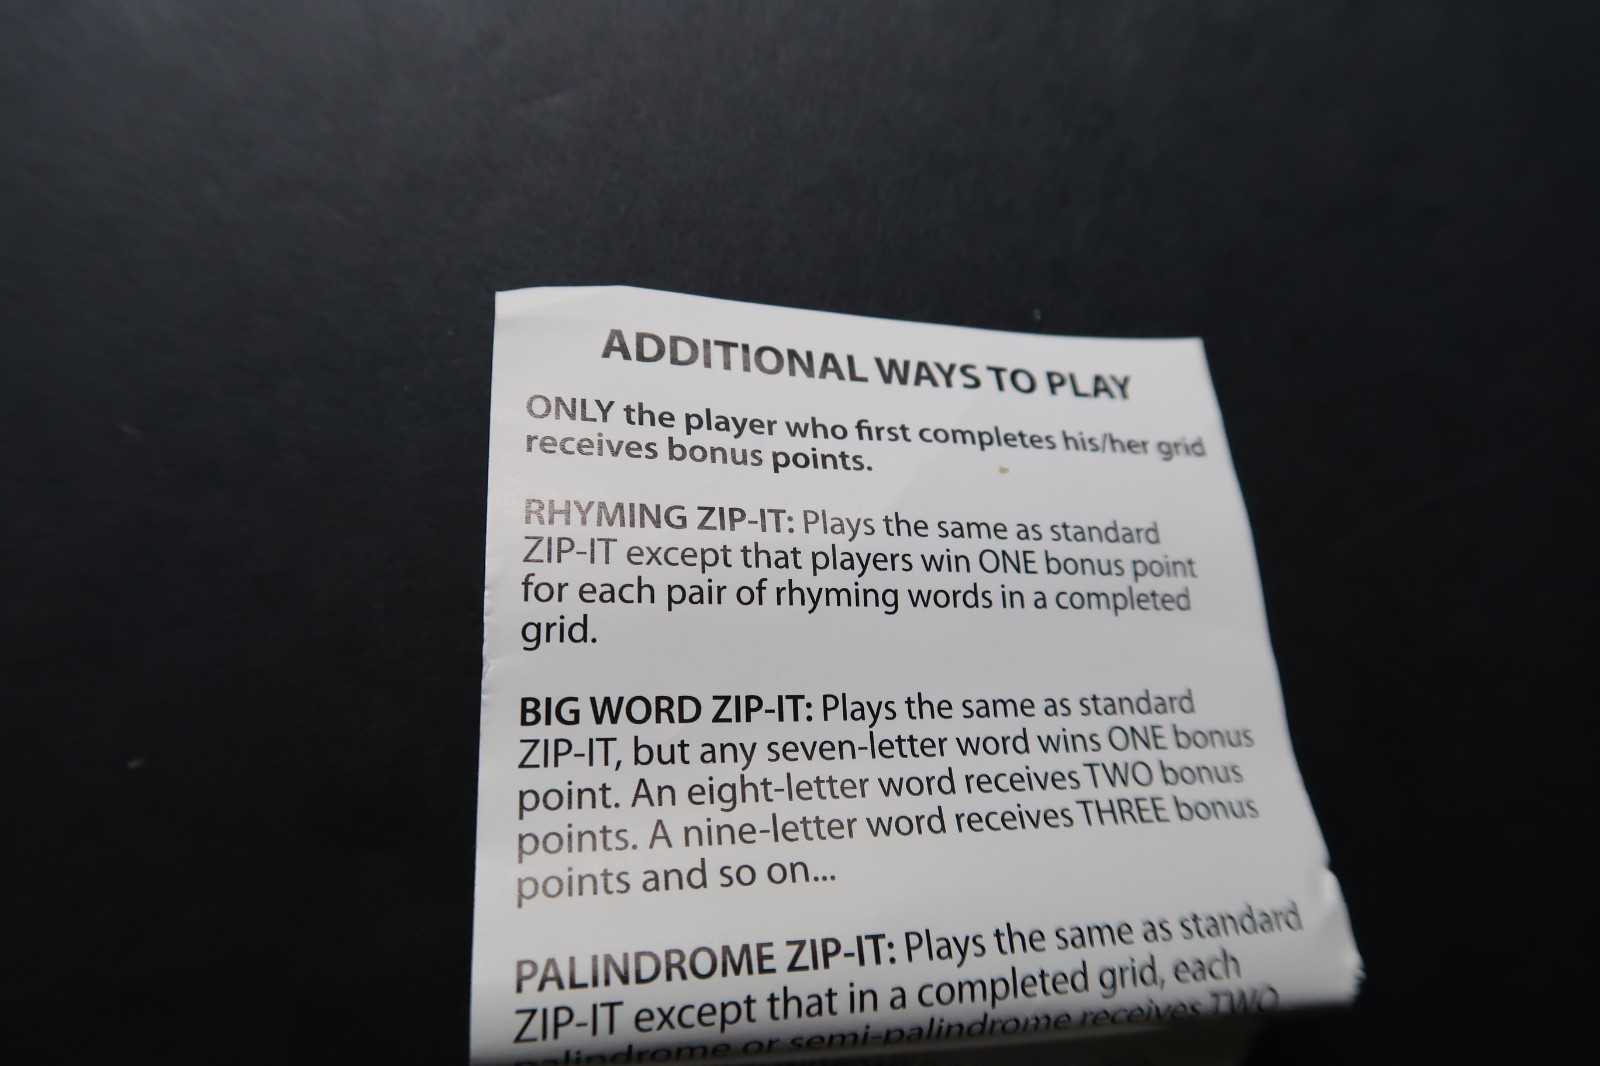 ADDITIONAL WAYS TO PLAY
ONLY the player who first completes his/her grid
receives bonus points.
RHYMING ZIP-IT: Plays the same as standard
ZIP-IT except that players win ONE bonus point
for each pair of rhyming words in a completed
grid.
BIG WORD ZIP-IT: Plays the same as standard
ZIP-IT, but any seven-letter word wins ONE bonus
point. An eight-letter word receives TWO bonus
points. A nine-letter word receives THREE bonus
points and so on...
PALINDROME ZIP-IT: Plays the same as standard
ZIP-IT except that in a completed grid, each
palindrome or semi-palindrome receives TWO